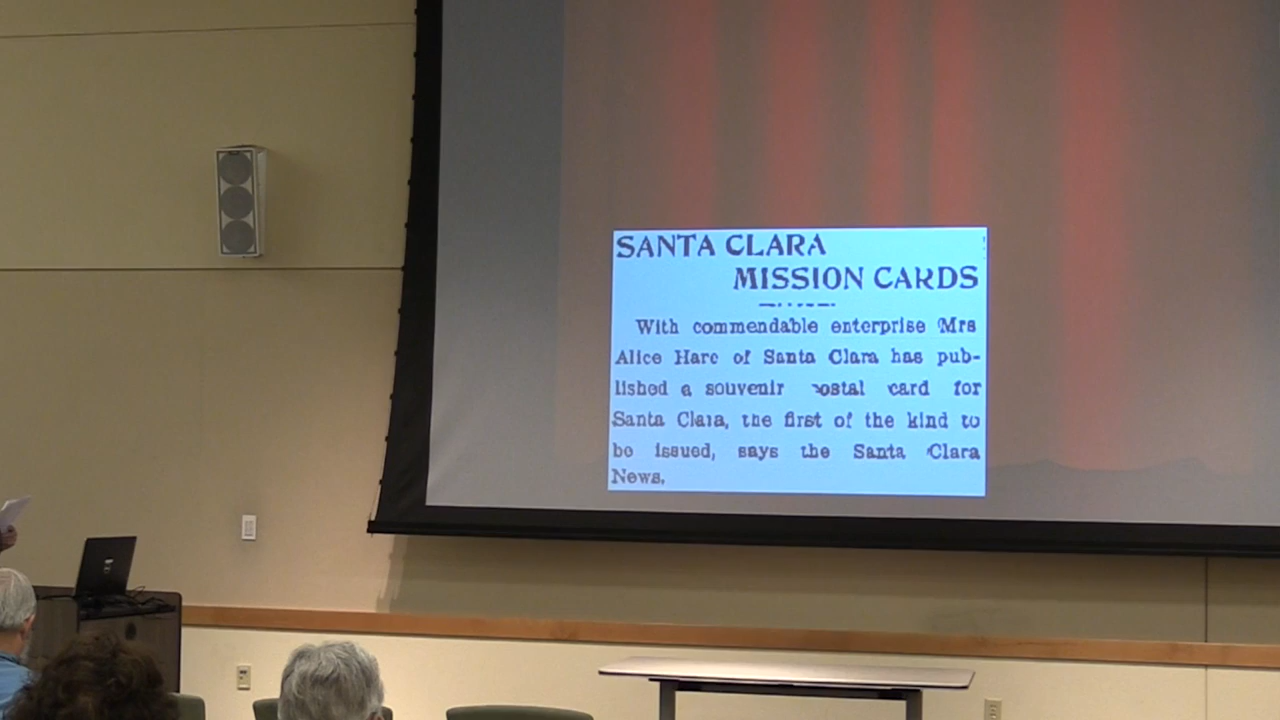 SANTA CLARA
MISSION CARDS
With commendable enterprise Mrs
Alice Hare of Santa Clara has pub-
lished a souvenir postal card for
Santa Clara, the first of the kind to
be issued, says the Santa Clara
News.